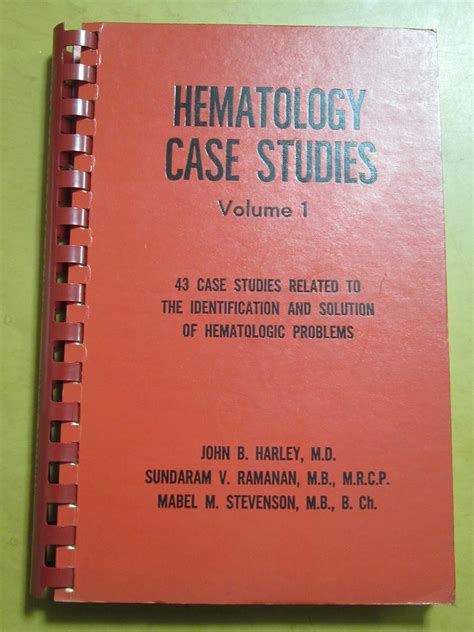 HEMATOLOGY
CASE STUDIES
Volume 1
43 CASE STUDIES RELATED TO
THE IDENTIFICATION AND SOLUTION
OF HEMATOLOGIC PROBLEMS
JOHN B. HARLEY, M.D.
SUNDARAM V. RAMANAN, M.B., M.R.C.P.
MABEL M. STEVENSON, M.B., B. Ch.